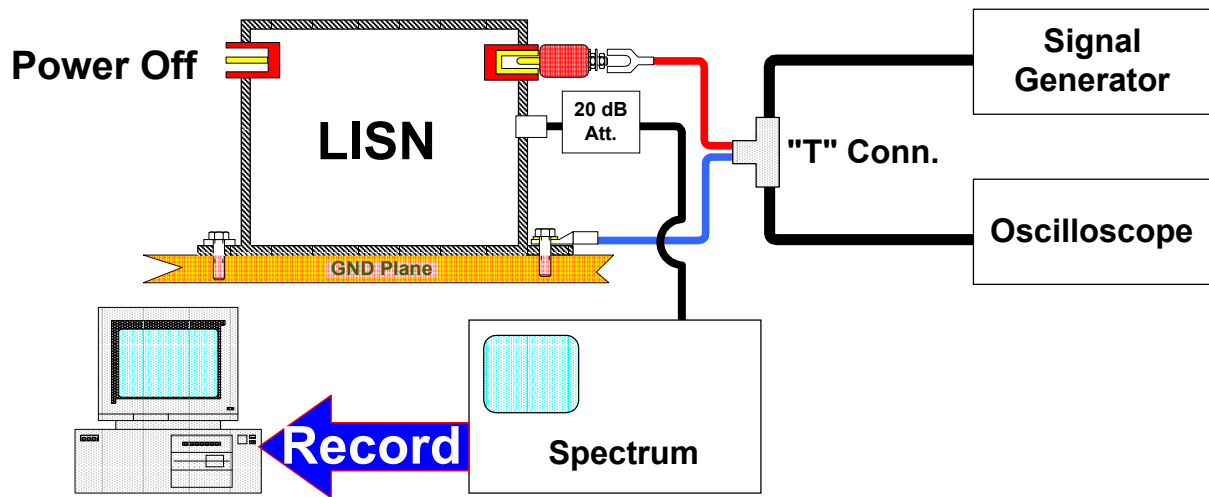 Power Off
LISN
20 dB
Att.
"T" Conn.
Signal
Generator
Oscilloscope
GND Plane
Record
Spectrum